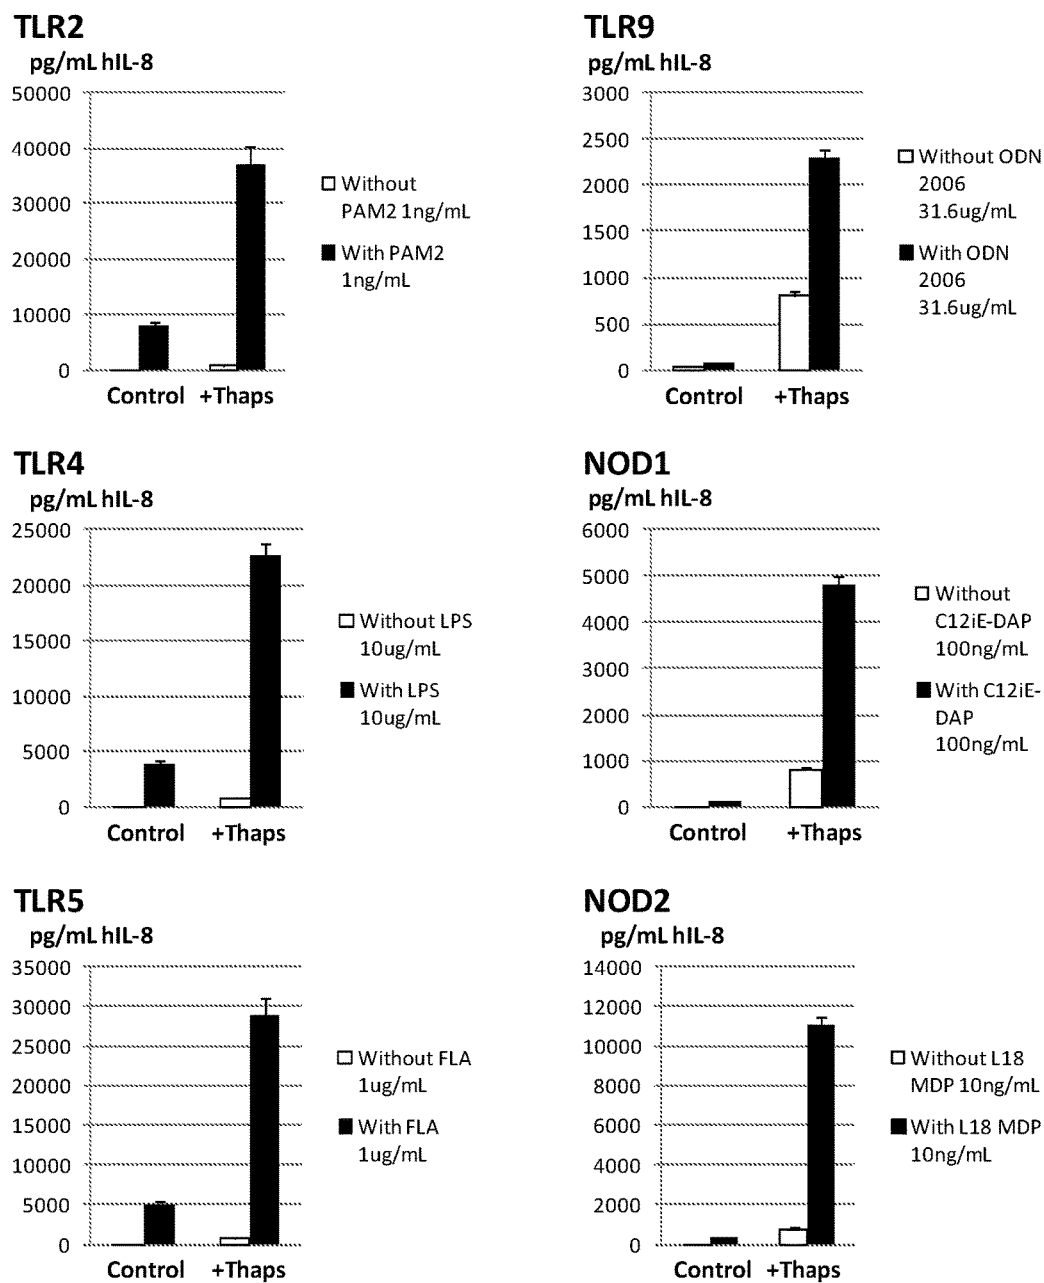 TLR2
pg/mL hIL-8
50000
40000
30000
20000
10000
0
Control +Thaps
Without
PAM2 1ng/mL
With PAM2
1ng/mL
TLR9
pg/mL hIL-8
3000
2500
2000
1500
1000
500
0
Control +Thaps
Without ODN
2006
31.6ug/mL
With ODN
2006
31.6ug/mL
TLR4
pg/mL hIL-8
25000
20000
15000
10000
5000
0
Control +Thaps
Without LPS
10ug/mL
With LPS
10ug/mL
NOD1
pg/mL hIL-8
6000
5000
4000
3000
2000
1000
0
Control +Thaps
Without
C12iE-DAP
100ng/mL
With C12iE-
DAP
100ng/mL
TLR5
pg/mL hIL-8
35000
30000
25000
20000
15000
10000
5000
0
Control +Thaps
Without FLA
1ug/mL
With FLA
1ug/mL
NOD2
pg/mL hIL-8
14000
12000
10000
8000
6000
4000
2000
0
Control +Thaps
Without L18
MDP 10ng/mL
With L18 MDP
10ng/mL